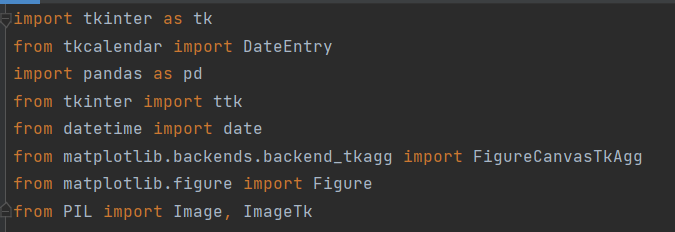 import tkinter as tk
from tkcalendar import DateEntry
import pandas as pd
from tkinter import ttk
from datetime import date
from matplotlib.backends.backend_tkagg import FigureCanvasTkAgg
from matplotlib.figure import Figure
from PIL import Image, ImageTk